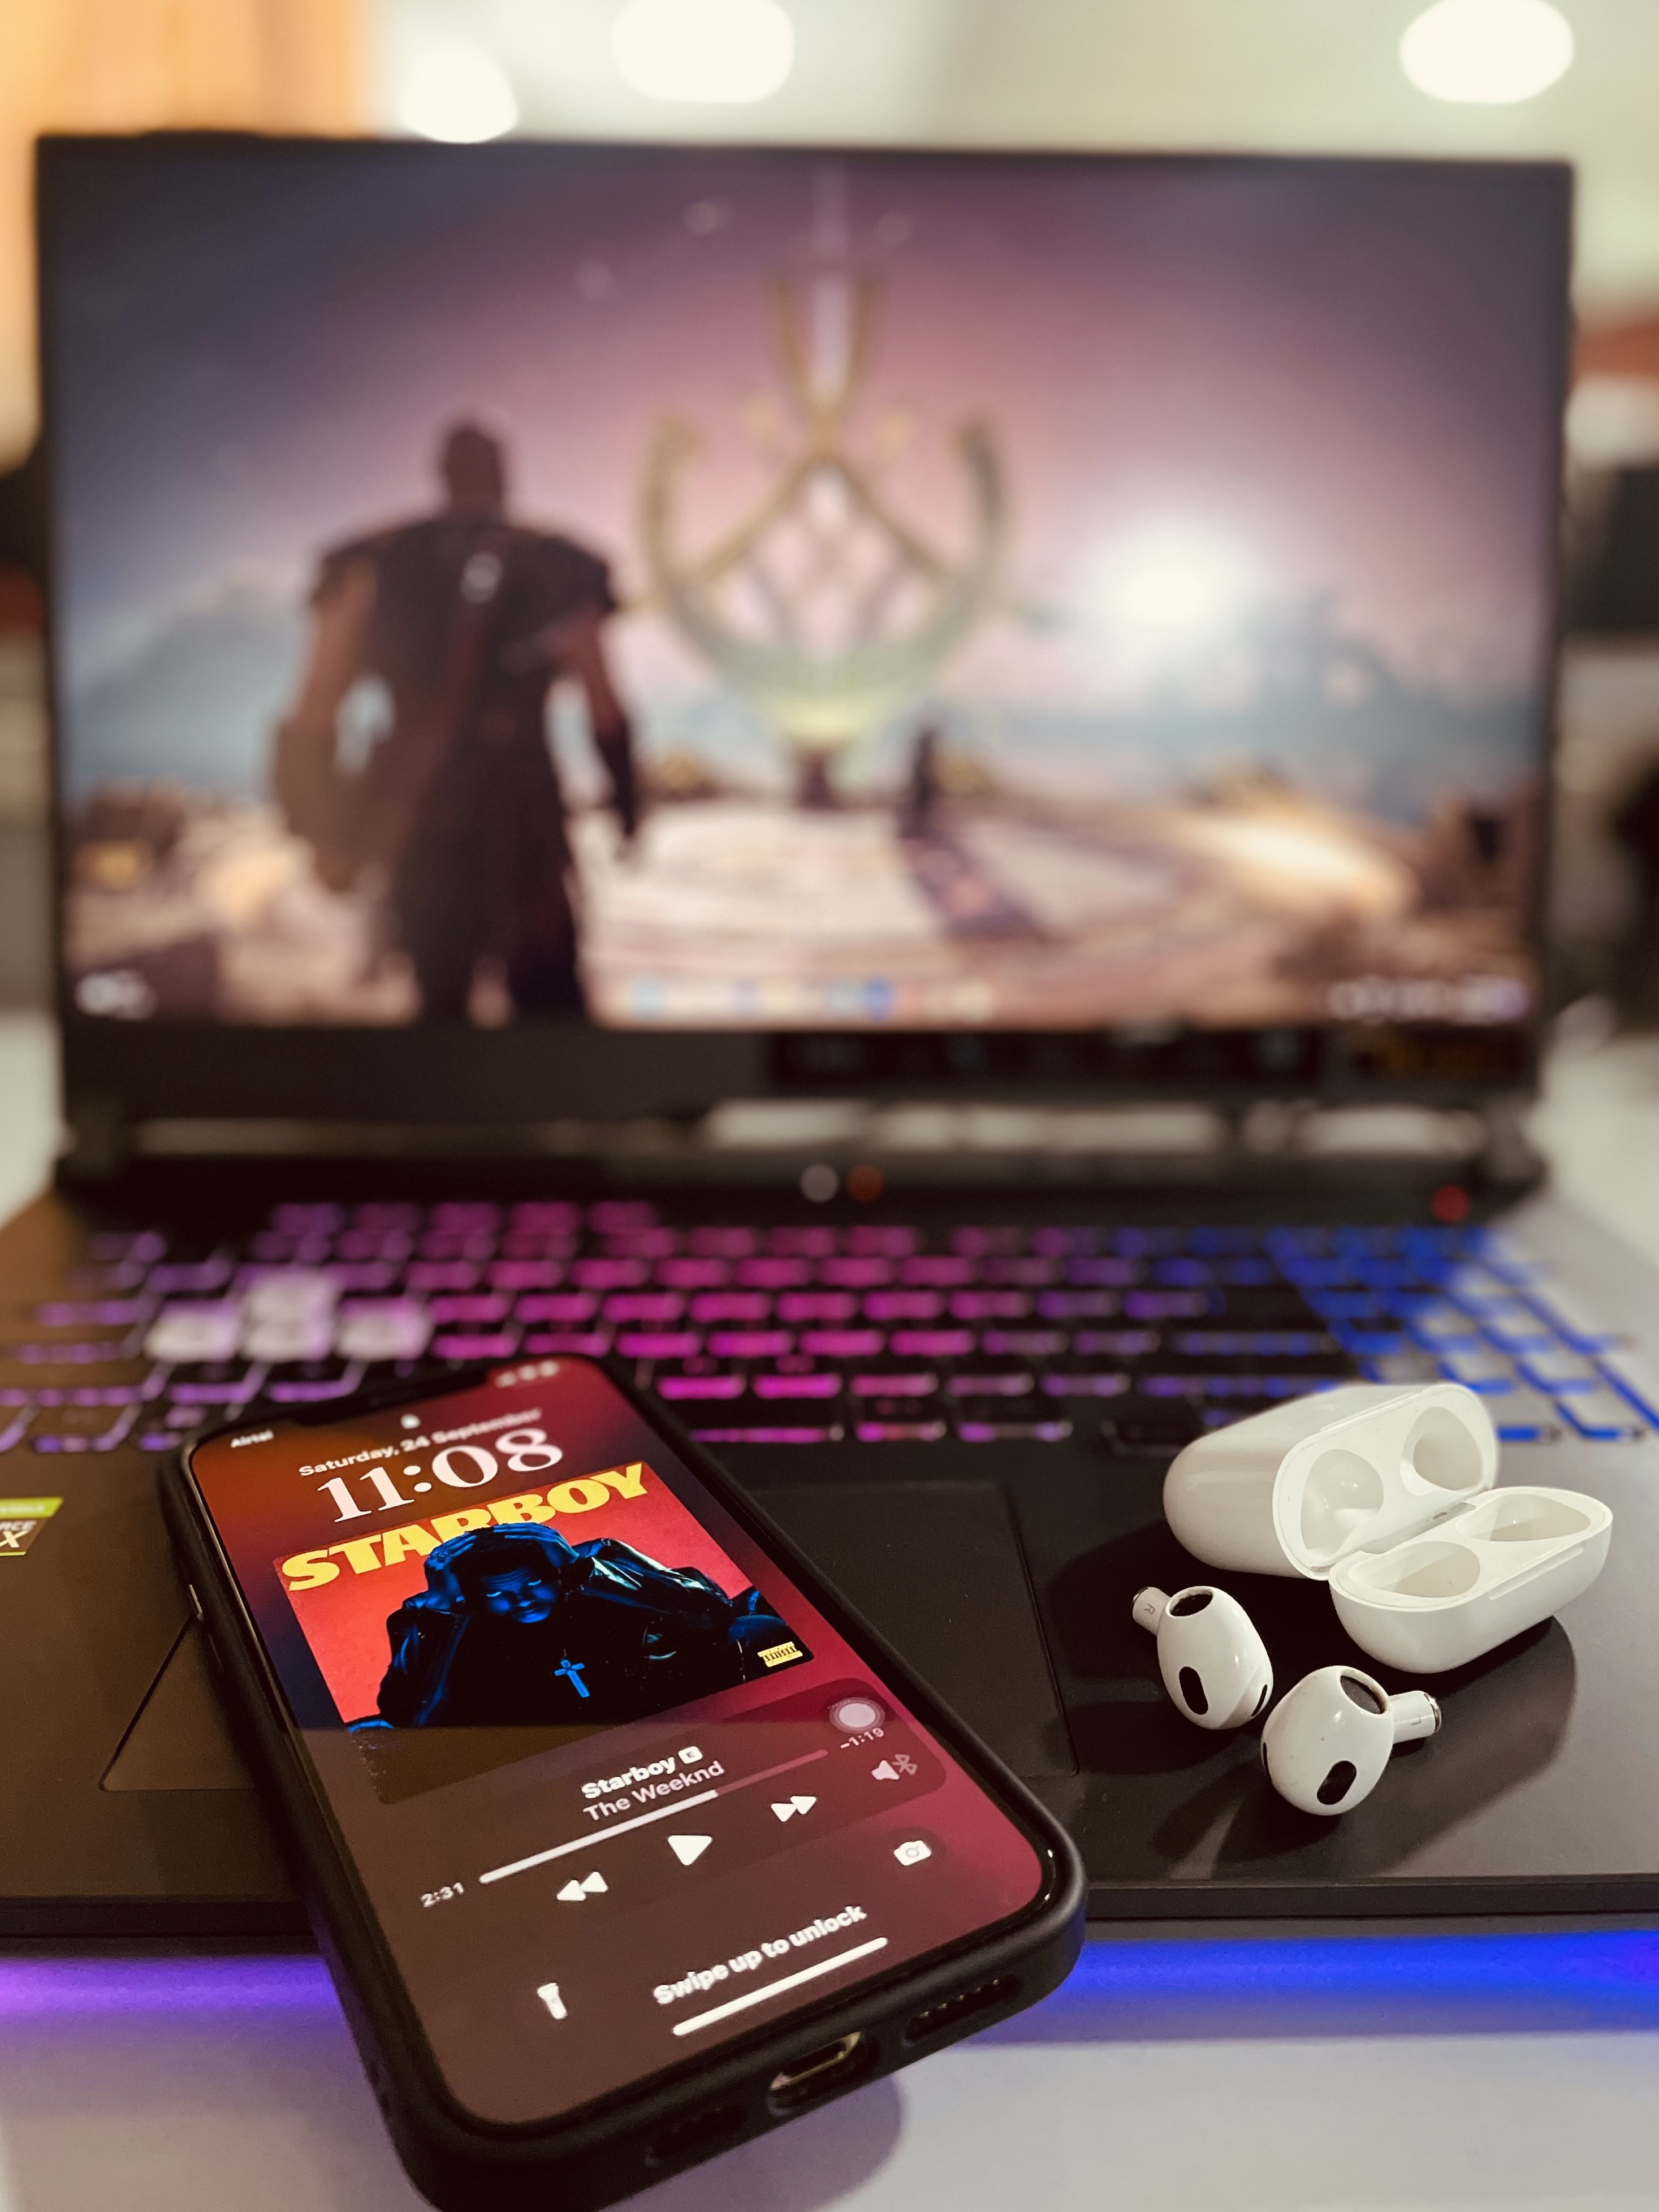 Airtel
Saturday, 24 September
11:08
STARBOY
Starboy E
The Weeknd
2:31
-1:19
Swipe up to unlock
R
L